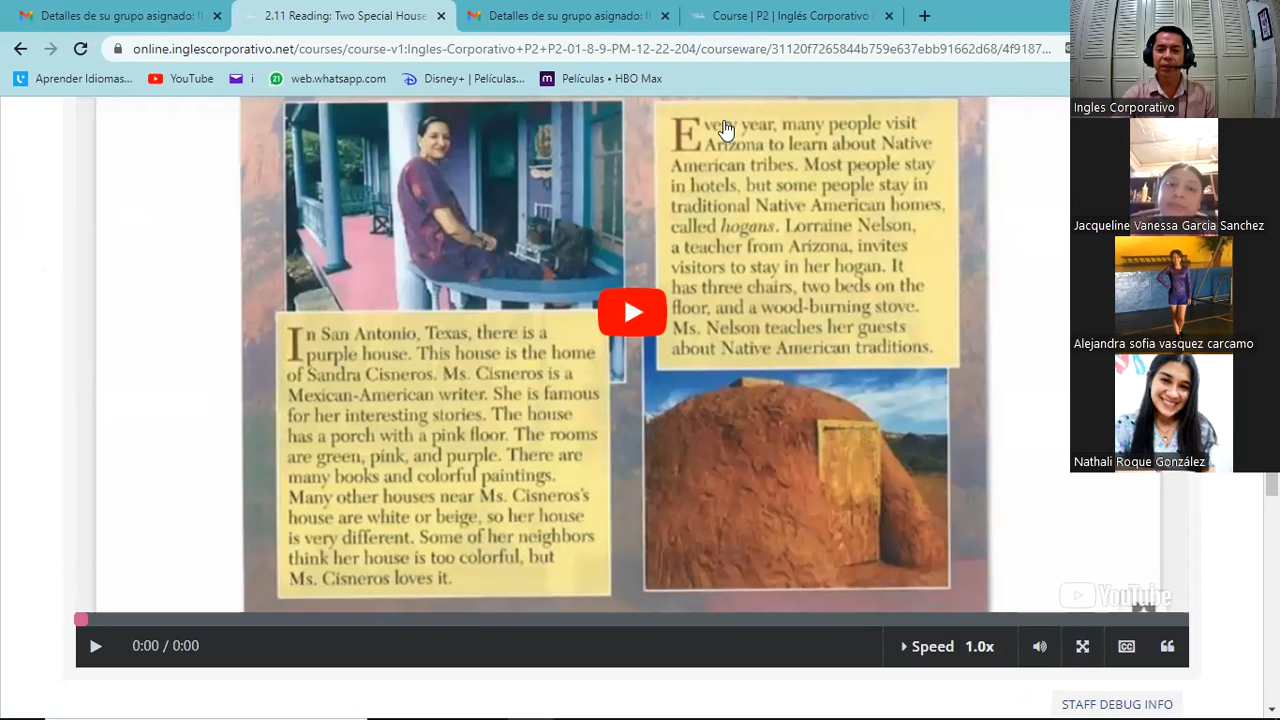 Detalles de su grupo asignado: I
2.11 Reading: Two Special House
Detalles de su grupo asignado: I
Course | P2 | Inglés Corporativo
online.inglescorporativo.net/courses/course-v1:Ingles-Corporativo+P2+P2-01-8-9-PM-12-22-204/courseware/31120f7265844b759e637ebb91662d68/4f9187...
Aprender Idiomas...
YouTube
i
web.whatsapp.com
Disney+ | Películas...
Películas - HBO Max
Every year, many people visit
Arizona to learn about Native
American tribes. Most people stay
in hotels, but some people stay in
traditional Native American homes,
called hogans. Lorraine Nelson,
a teacher from Arizona, invites
visitors to stay in her hogan. It
has three chairs, two beds on the
floor, and a wood-burning stove.
Ms. Nelson teaches her guests
about Native American traditions.
In San Antonio, Texas, there is a
purple house. This house is the home
of Sandra Cisneros. Ms. Cisneros is a
Mexican-American writer. She is famous
for her interesting stories. The house
has a porch with a pink floor. The rooms
are green, pink, and purple. There are
many books and colorful paintings.
Many other houses near Ms. Cisneros's
house are white or beige, so her house
is very different. Some of her neighbors
think her house is too colorful, but
Ms. Cisneros loves it.
YouTube
0:00 / 0:00
Speed 1.0x
CC
STAFF DEBUG INFO
Ingles Corporativo
Jacqueline Vanessa Garcia Sanchez
Alejandra sofia vasquez carcamo
Nathali Roque González